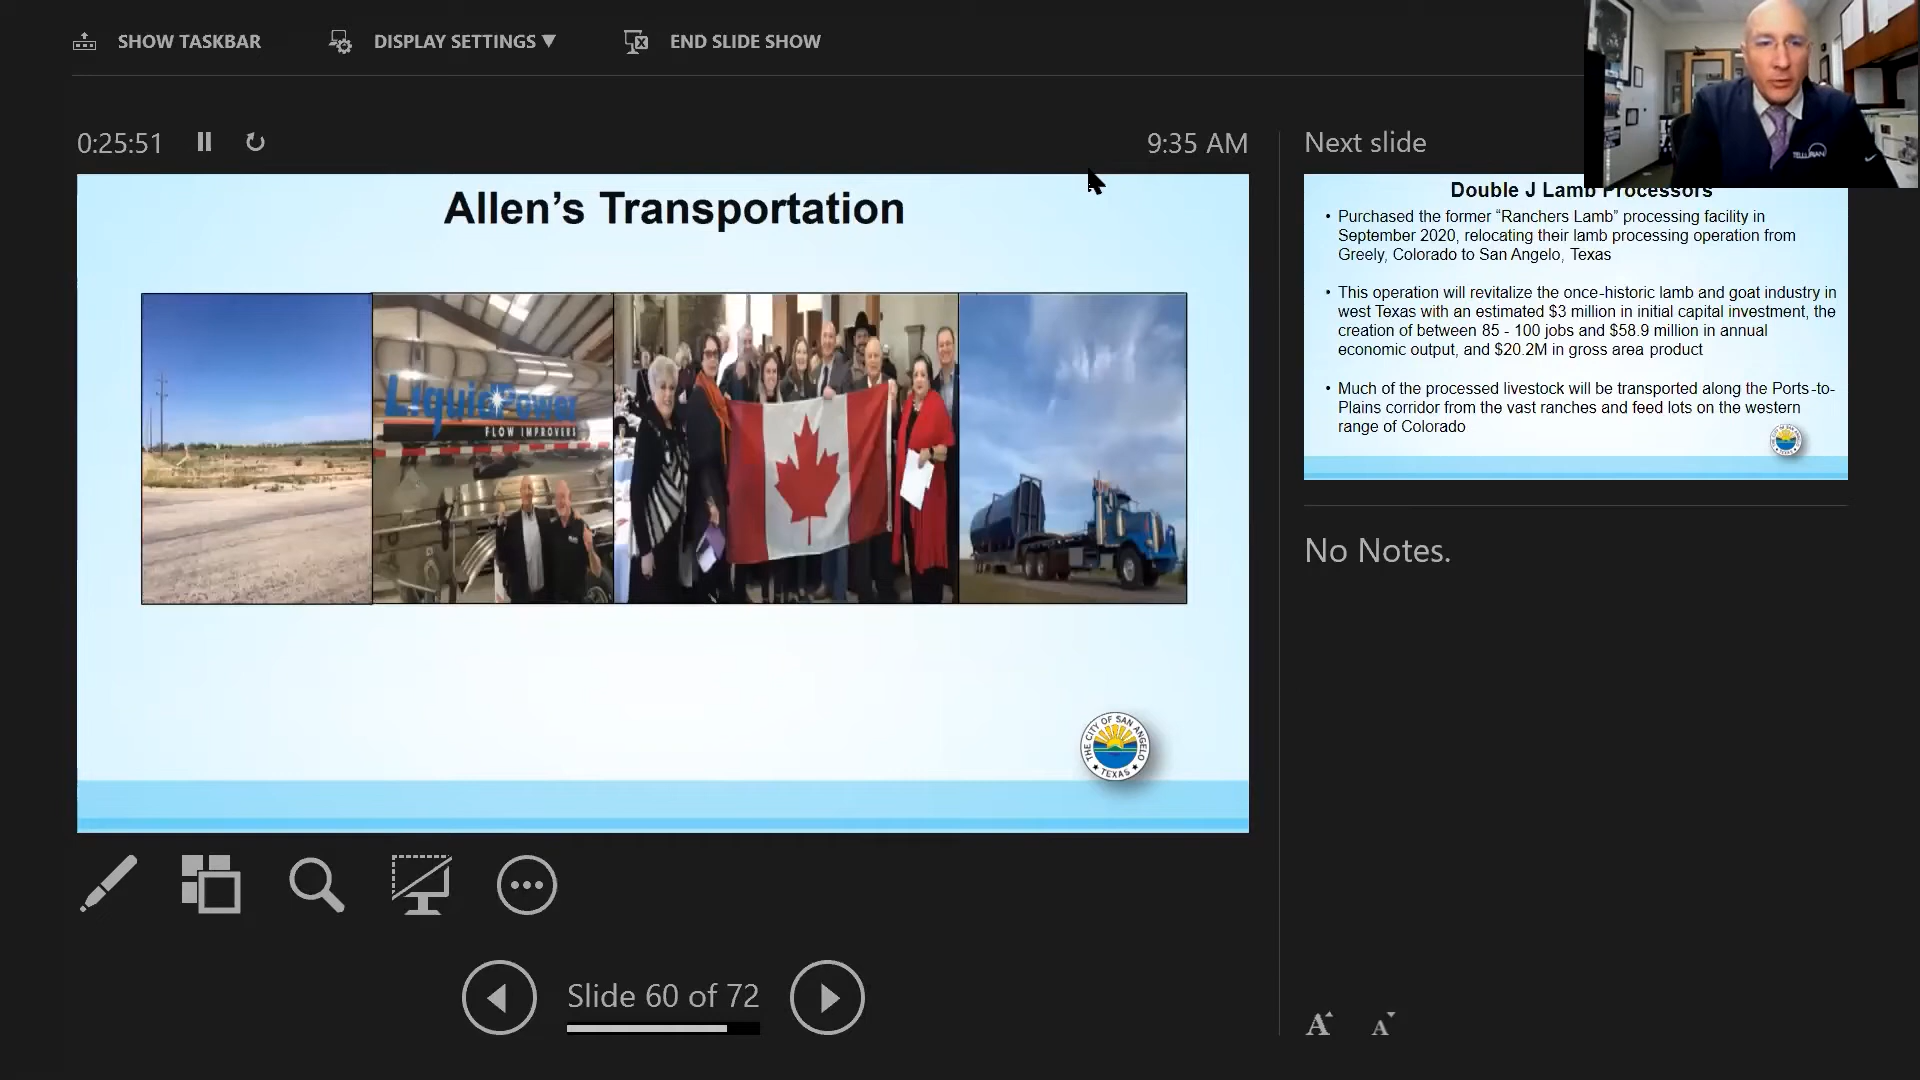 SHOW TASKBAR
DISPLAY SETTINGS ▼
END SLIDE SHOW
0:25:51
9:35 AM
Next slide
TELLURIAN
Allen’s Transportation
LiquidPower
FLOW IMPROVERS
THE CITY OF SAN ANGELO
★ TEXAS ★
Double J Lamb Processors
• Purchased the former “Ranchers Lamb” processing facility in
September 2020, relocating their lamb processing operation from
Greely, Colorado to San Angelo, Texas
• This operation will revitalize the once-historic lamb and goat industry in
west Texas with an estimated $3 million in initial capital investment, the
creation of between 85 - 100 jobs and $58.9 million in annual
economic output, and $20.2M in gross area product
• Much of the processed livestock will be transported along the Ports-to-
Plains corridor from the vast ranches and feed lots on the western
range of Colorado
No Notes.
Slide 60 of 72
A A